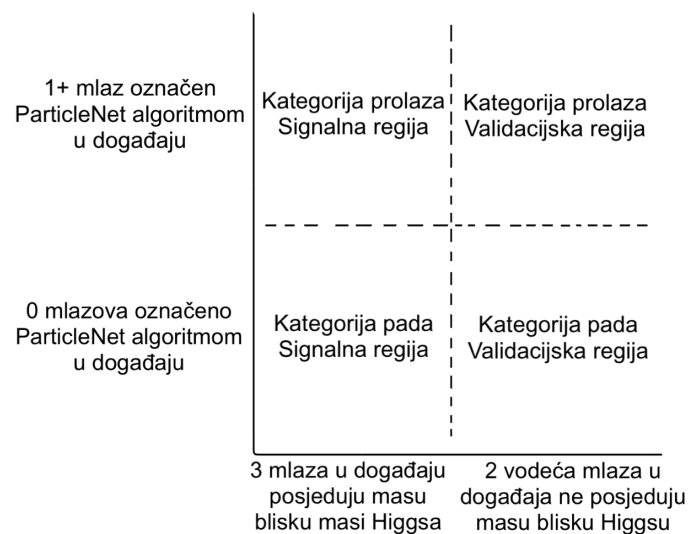 1+ mlaz označen
ParticleNet algoritmom
u događaju
Kategorija prolaza
Signalna regija
Kategorija prolaza
Validacijska regija
0 mlazova označeno
ParticleNet algoritmom
u događaju
Kategorija pada
Signalna regija
Kategorija pada
Validacijska regija
3 mlaza u događaju
posjeduju masu
blisku masi Higgsa
2 vodeća mlaza u
događaja ne posjeduju
masu blisku Higgsu